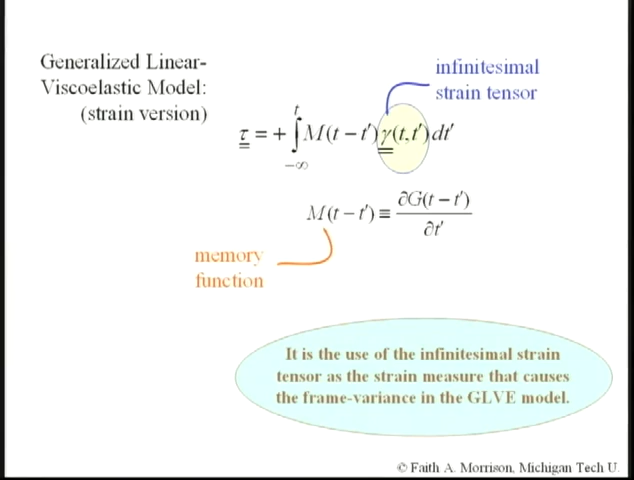 Generalized Linear-
Viscoelastic Model:
(strain version)
infinitesimal
strain tensor
τ = + ∫_{-∞}^{t} M(t − t′) γ(t, t′) dt′
M(t − t′) ≡ ∂G(t − t′) / ∂t′
memory
function
It is the use of the infinitesimal strain
tensor as the strain measure that causes
the frame-variance in the GLVE model.
© Faith A. Morrison, Michigan Tech U.